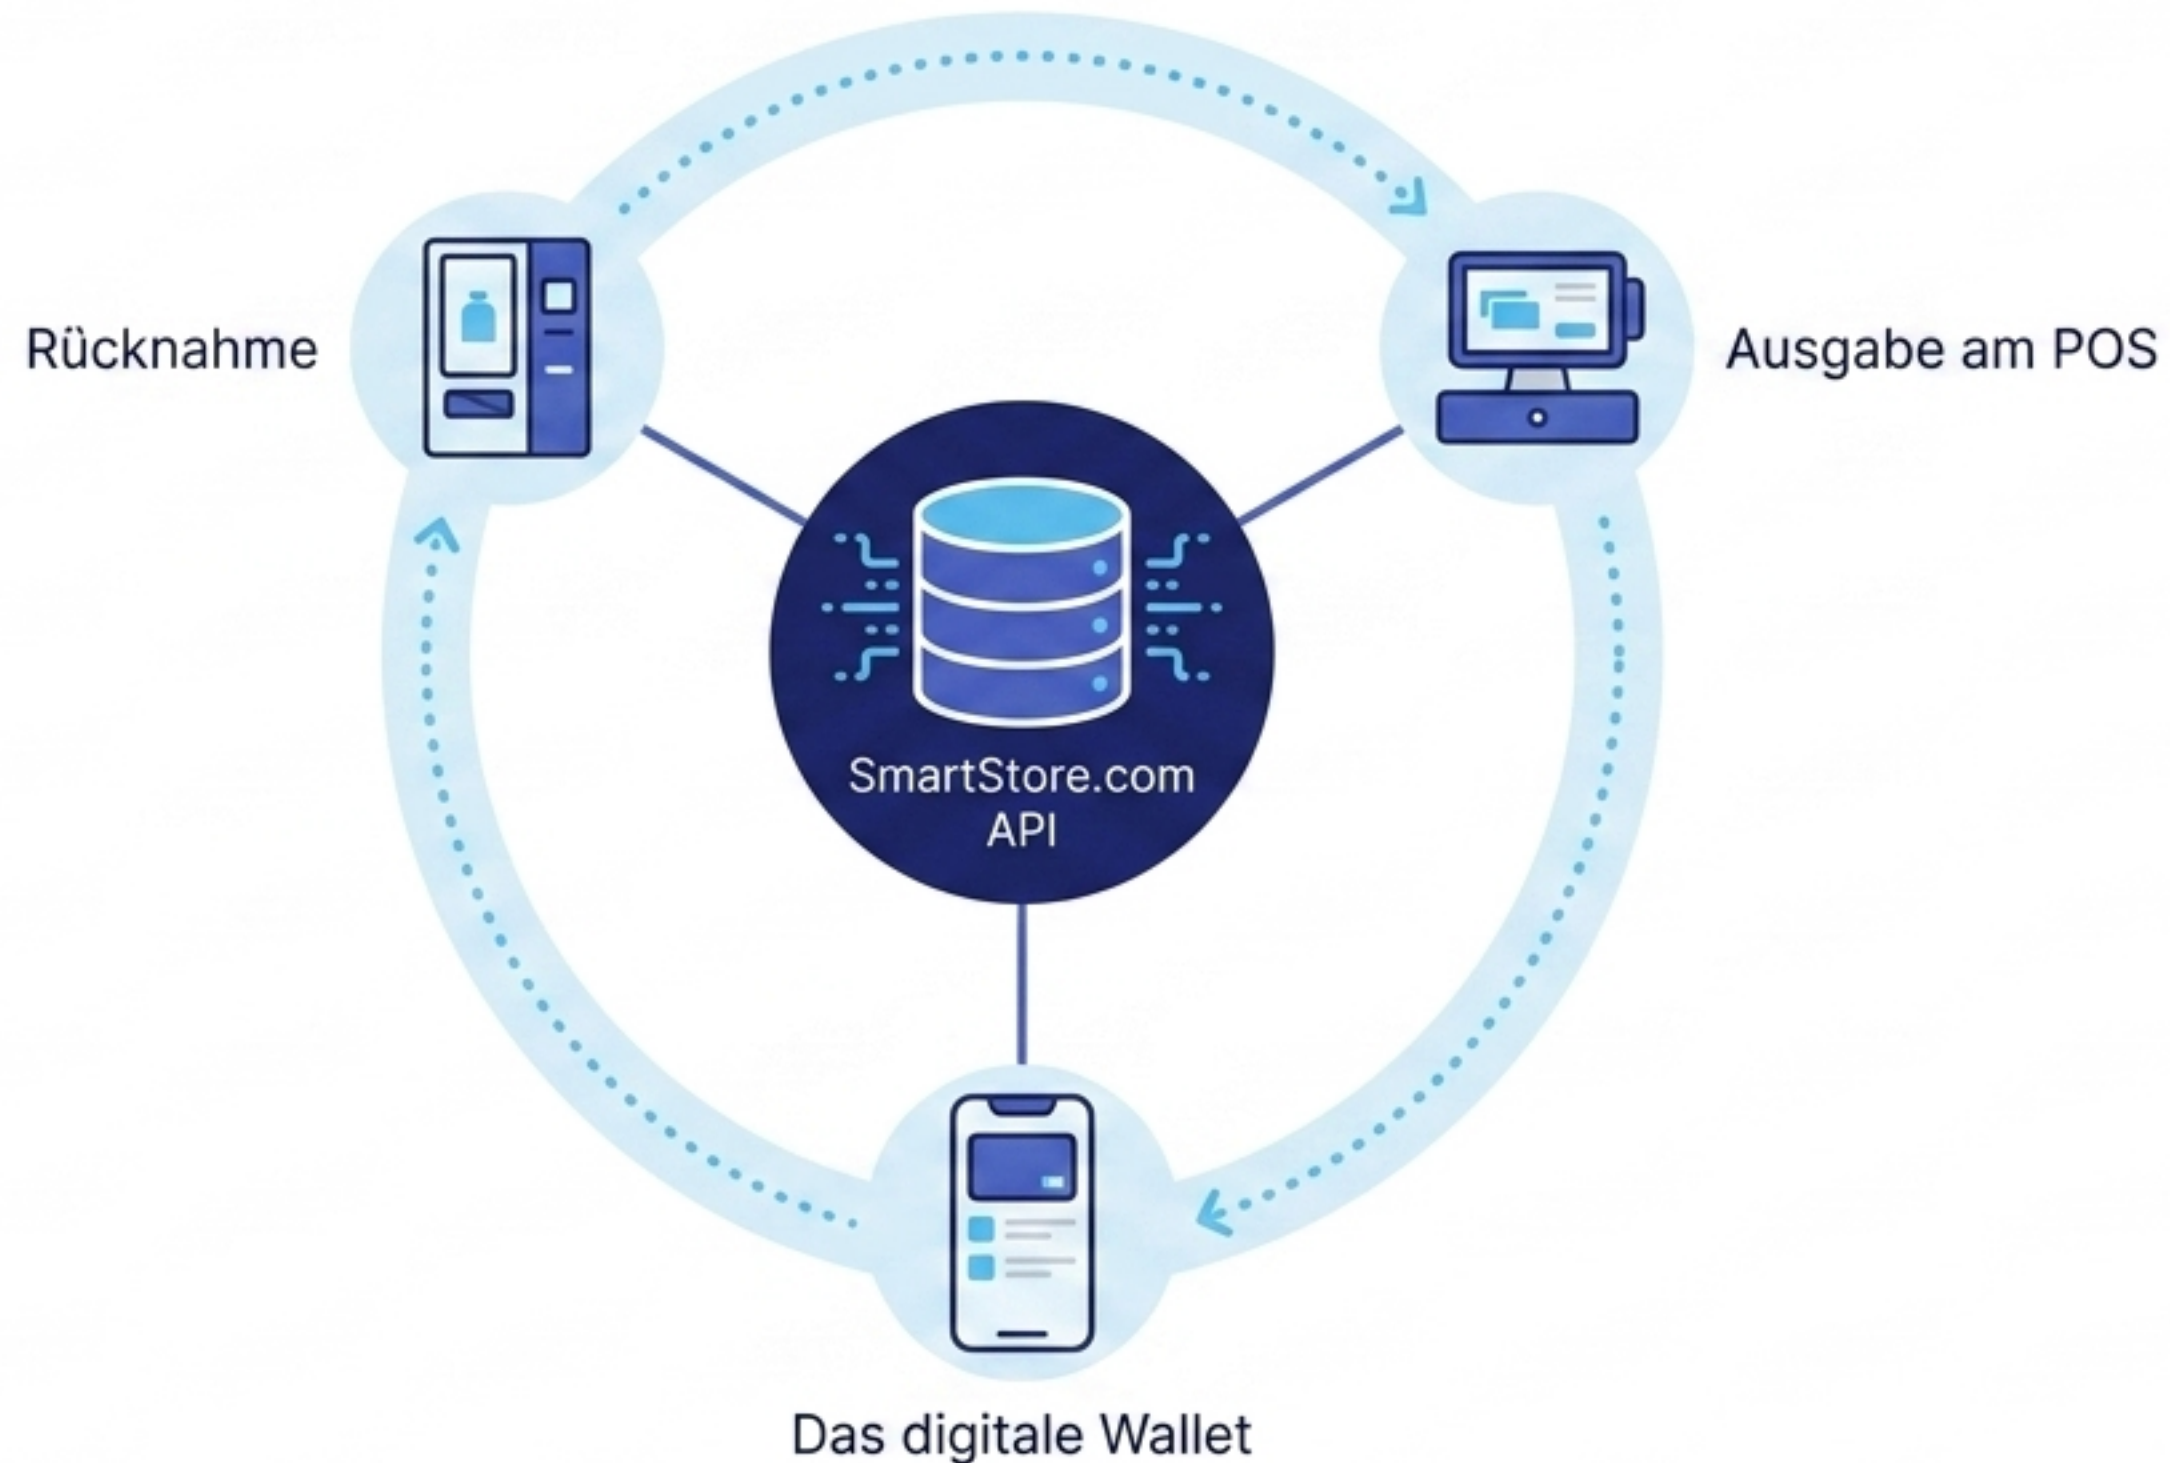 Rücknahme
Ausgabe am POS
SmartStore.com
API
Das digitale Wallet